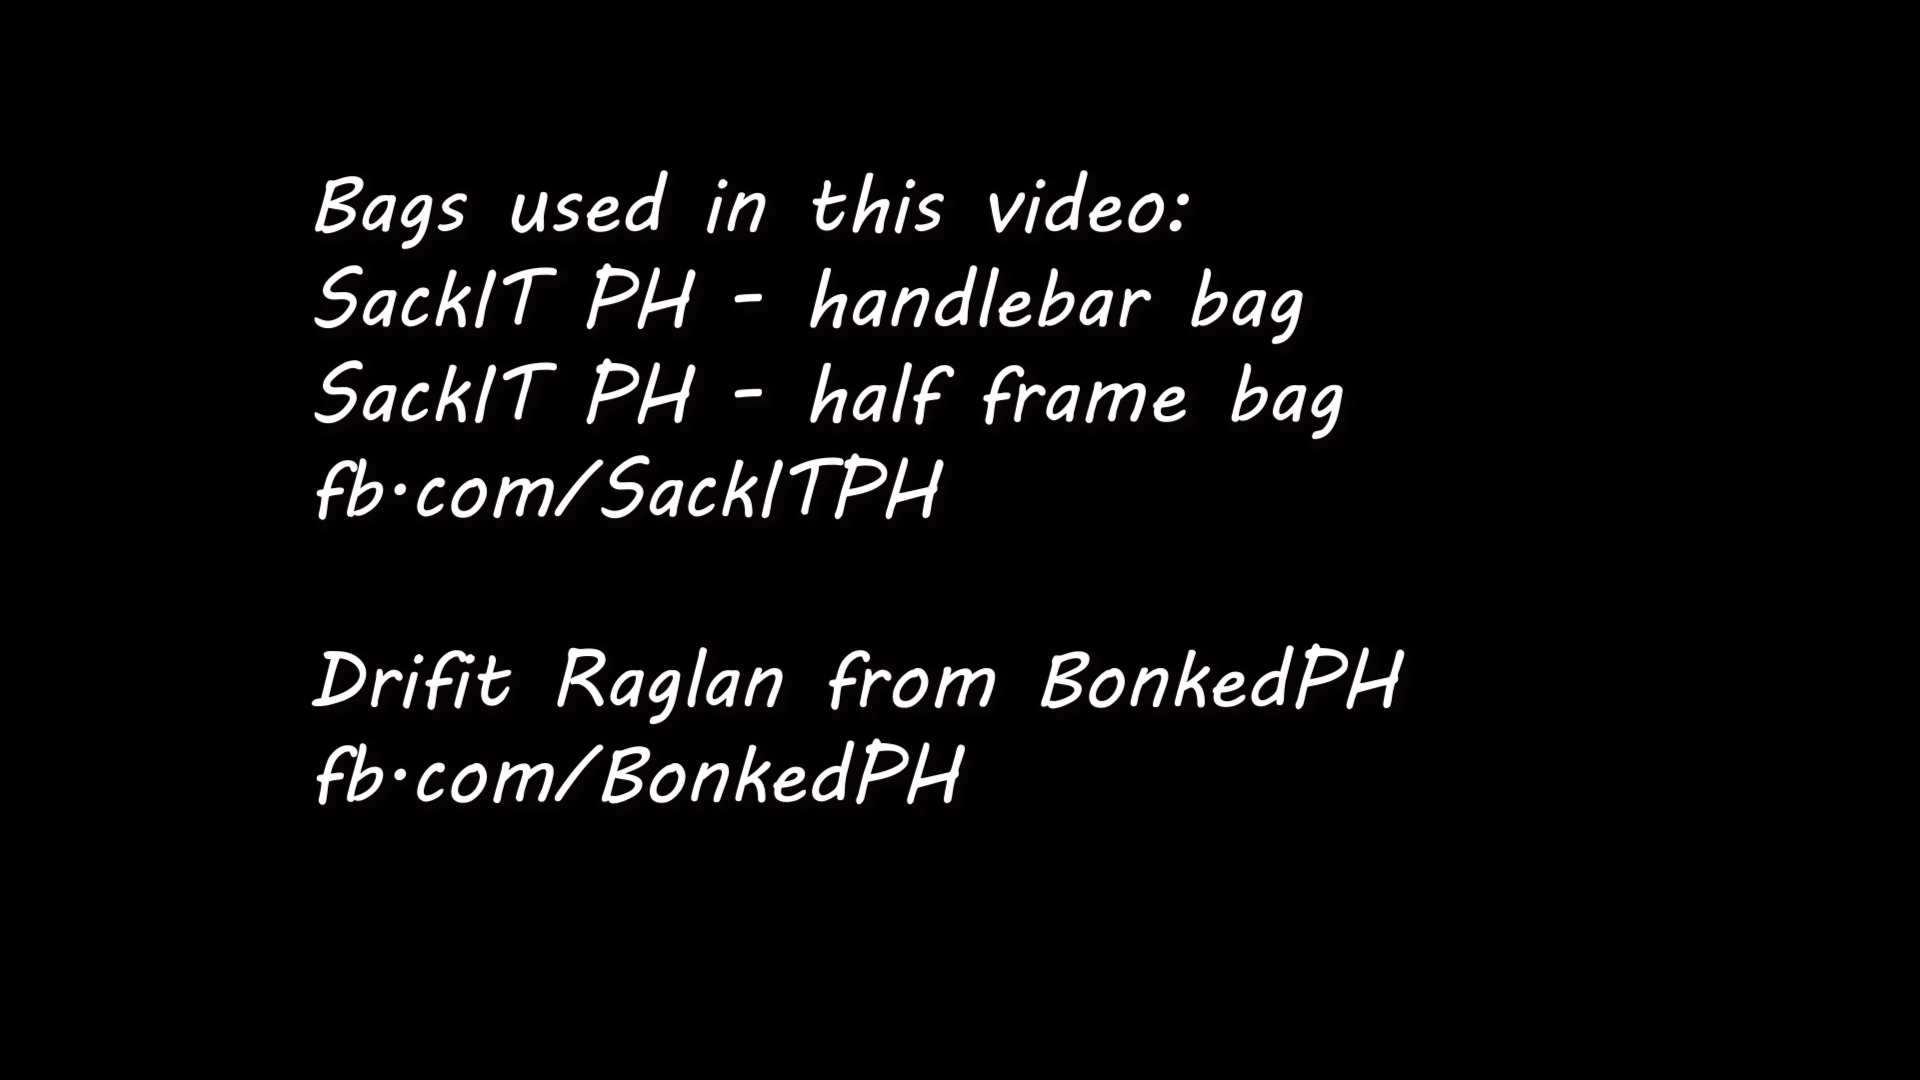 Bags used in this video:
SackIT PH - handlebar bag
SackIT PH - half frame bag
fb.com/SackITPH
Drifit Raglan from BonkedPH
fb.com/BonkedPH